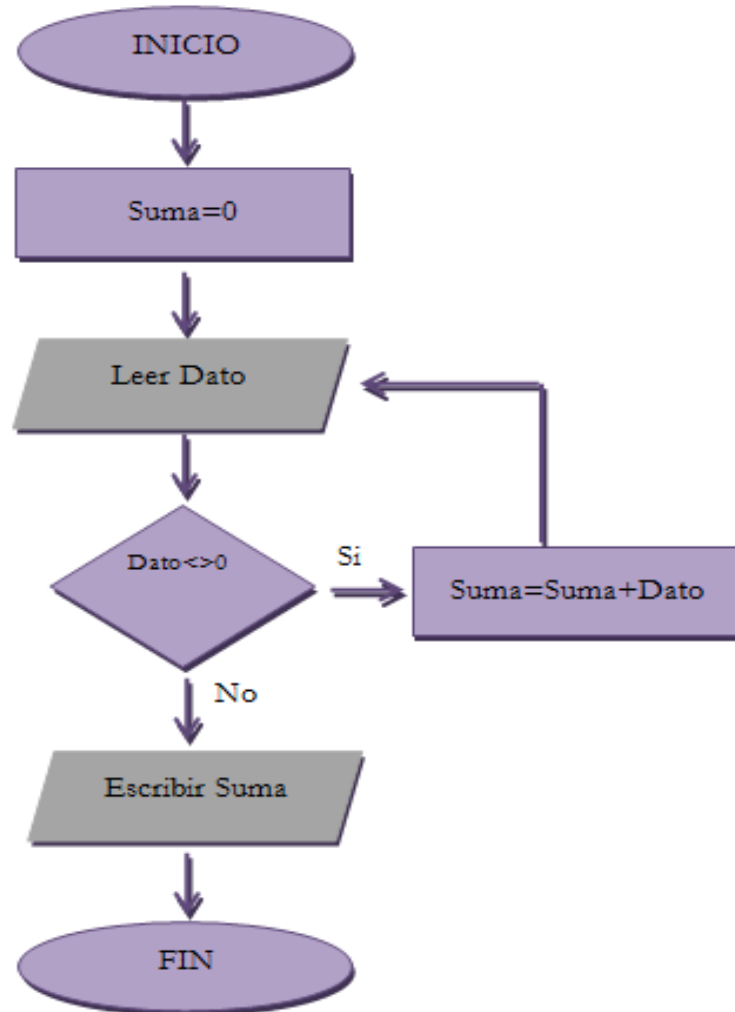 INICIO
Suma=0
Leer Dato
Dato<>0
Si
Suma=Suma+Dato
No
Escribir Suma
FIN